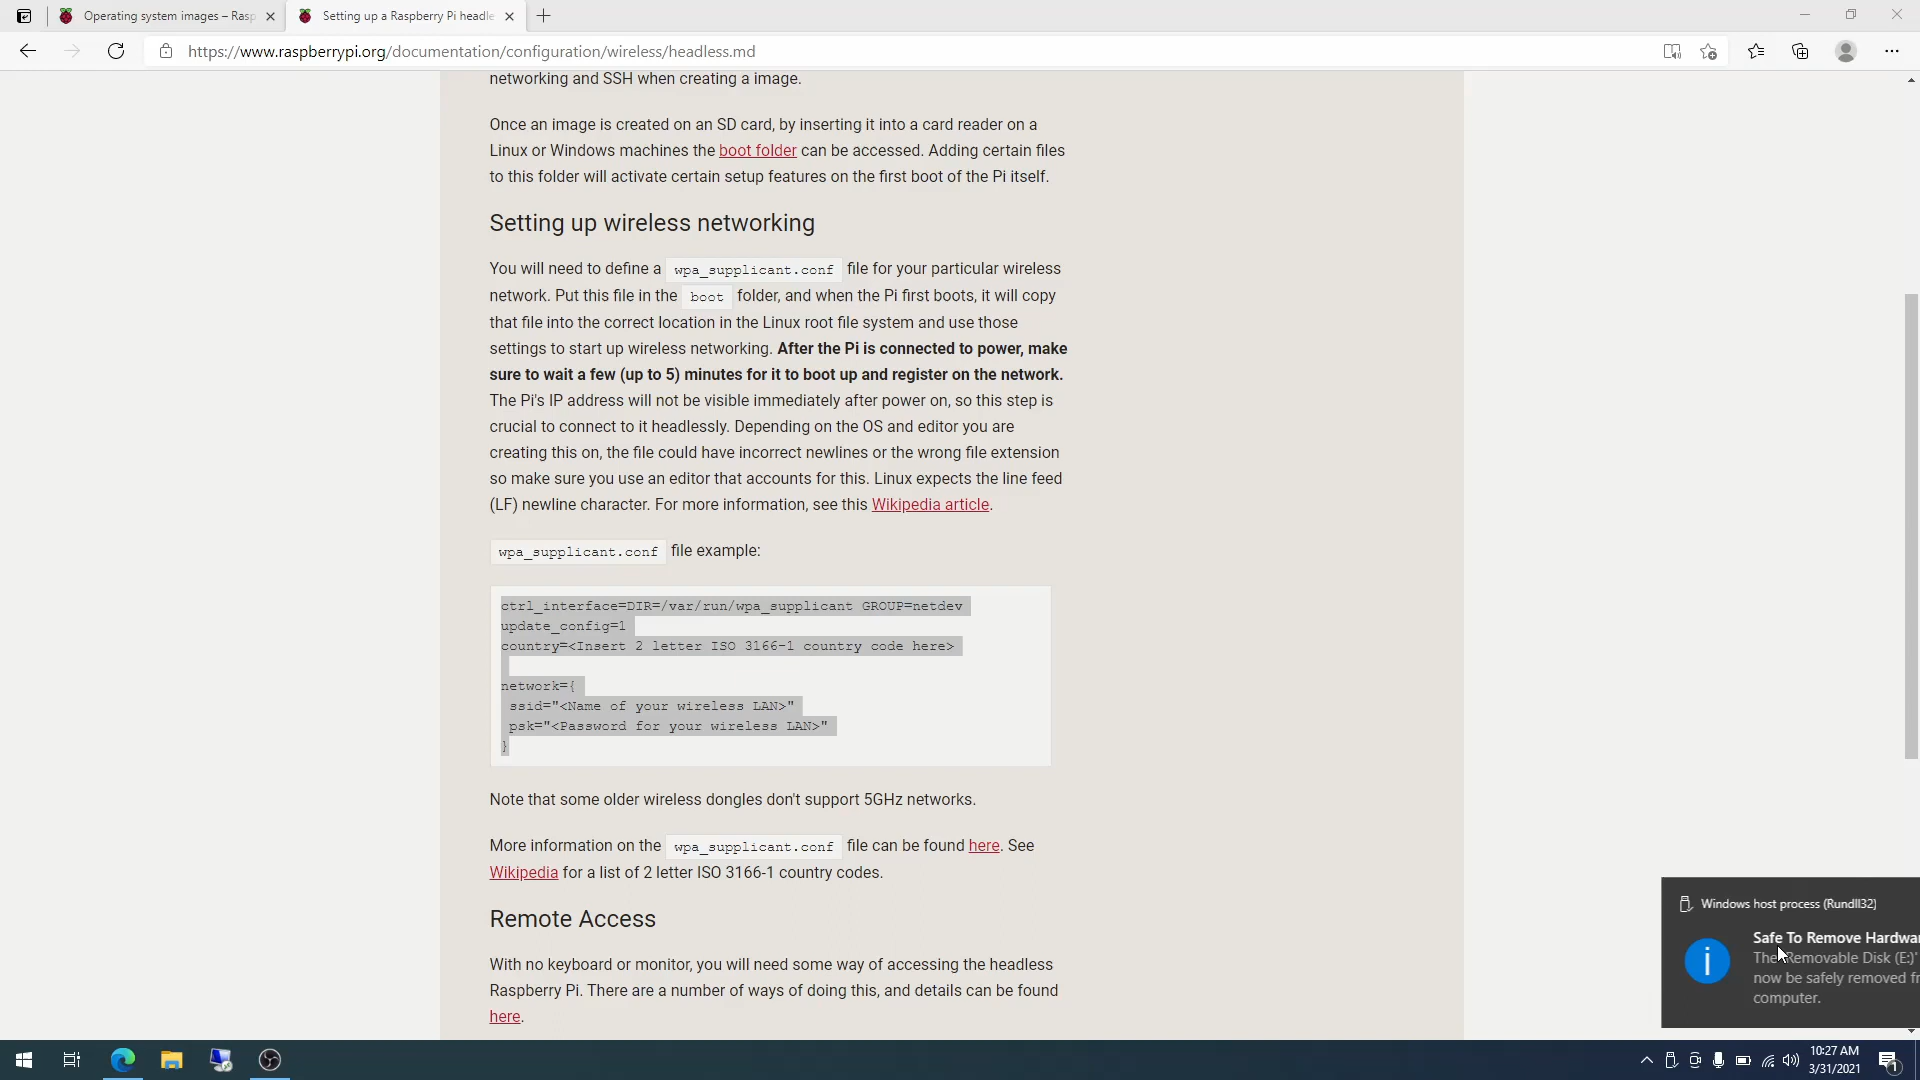 Operating system images – Rasp
Setting up a Raspberry Pi headle
https://www.raspberrypi.org/documentation/configuration/wireless/headless.md
networking and SSH when creating a image.
Once an image is created on an SD card, by inserting it into a card reader on a
Linux or Windows machines the boot folder can be accessed. Adding certain files
to this folder will activate certain setup features on the first boot of the Pi itself.
Setting up wireless networking
You will need to define a wpa_supplicant.conf file for your particular wireless
network. Put this file in the boot folder, and when the Pi first boots, it will copy
that file into the correct location in the Linux root file system and use those
settings to start up wireless networking. After the Pi is connected to power, make
sure to wait a few (up to 5) minutes for it to boot up and register on the network.
The Pi's IP address will not be visible immediately after power on, so this step is
crucial to connect to it headlessly. Depending on the OS and editor you are
creating this on, the file could have incorrect newlines or the wrong file extension
so make sure you use an editor that accounts for this. Linux expects the line feed
(LF) newline character. For more information, see this Wikipedia article.
wpa_supplicant.conf file example:
ctrl_interface=DIR=/var/run/wpa_supplicant GROUP=netdev
update_config=1
country=<Insert 2 letter ISO 3166-1 country code here>
network={
ssid="<Name of your wireless LAN>"
psk="<Password for your wireless LAN>"
}
Note that some older wireless dongles don't support 5GHz networks.
More information on the wpa_supplicant.conf file can be found here. See
Wikipedia for a list of 2 letter ISO 3166-1 country codes.
Remote Access
With no keyboard or monitor, you will need some way of accessing the headless
Raspberry Pi. There are a number of ways of doing this, and details can be found
here.
Windows host process (Rundll32)
Safe To Remove Hardwar
The 'Removable Disk (E:)'
now be safely removed fr
computer.
10:27 AM
3/31/2021
1